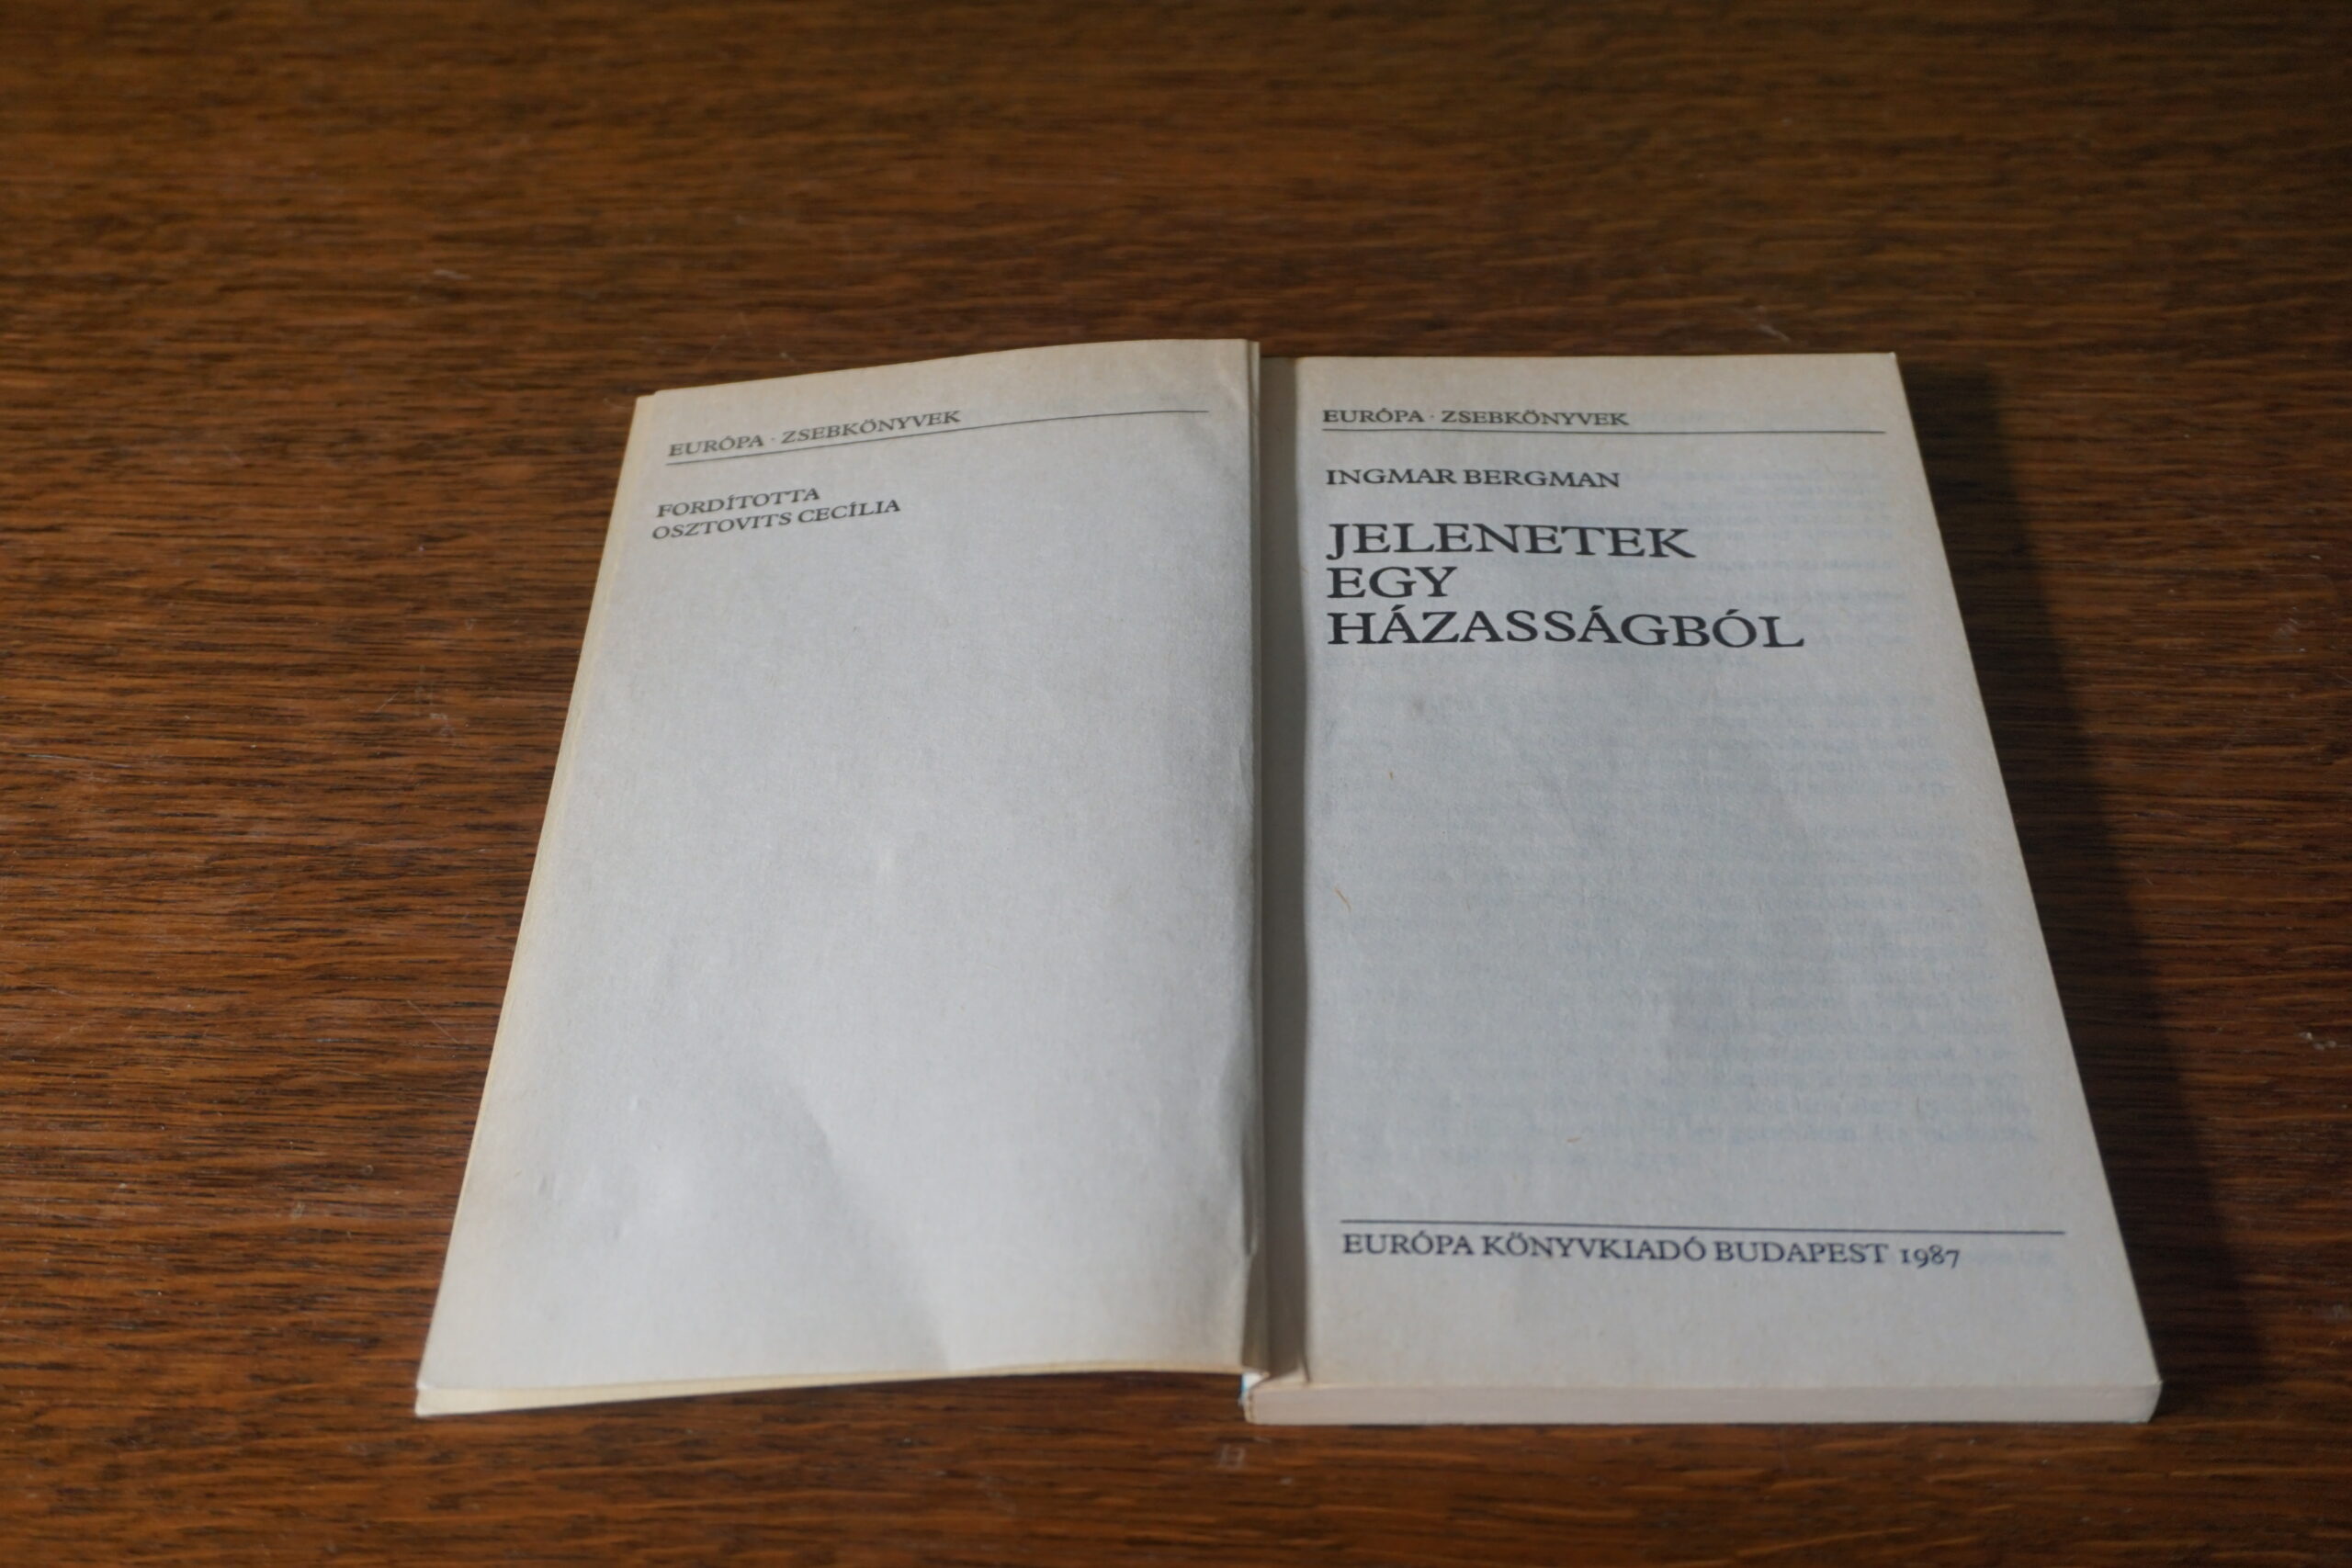 EURÓPA · ZSEBKÖNYVEK
FORDÍTOTTA
OSZTOVITS CECÍLIA
EURÓPA · ZSEBKÖNYVEK
INGMAR BERGMAN
JELENETEK
EGY
HÁZASSÁGBÓL
EURÓPA KÖNYVKIADÓ BUDAPEST 1987